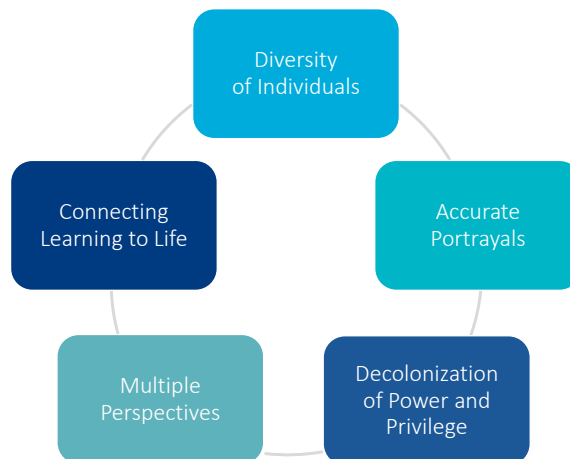 Diversity
of Individuals
Accurate
Portrayals
Decolonization
of Power and
Privilege
Multiple
Perspectives
Connecting
Learning to Life